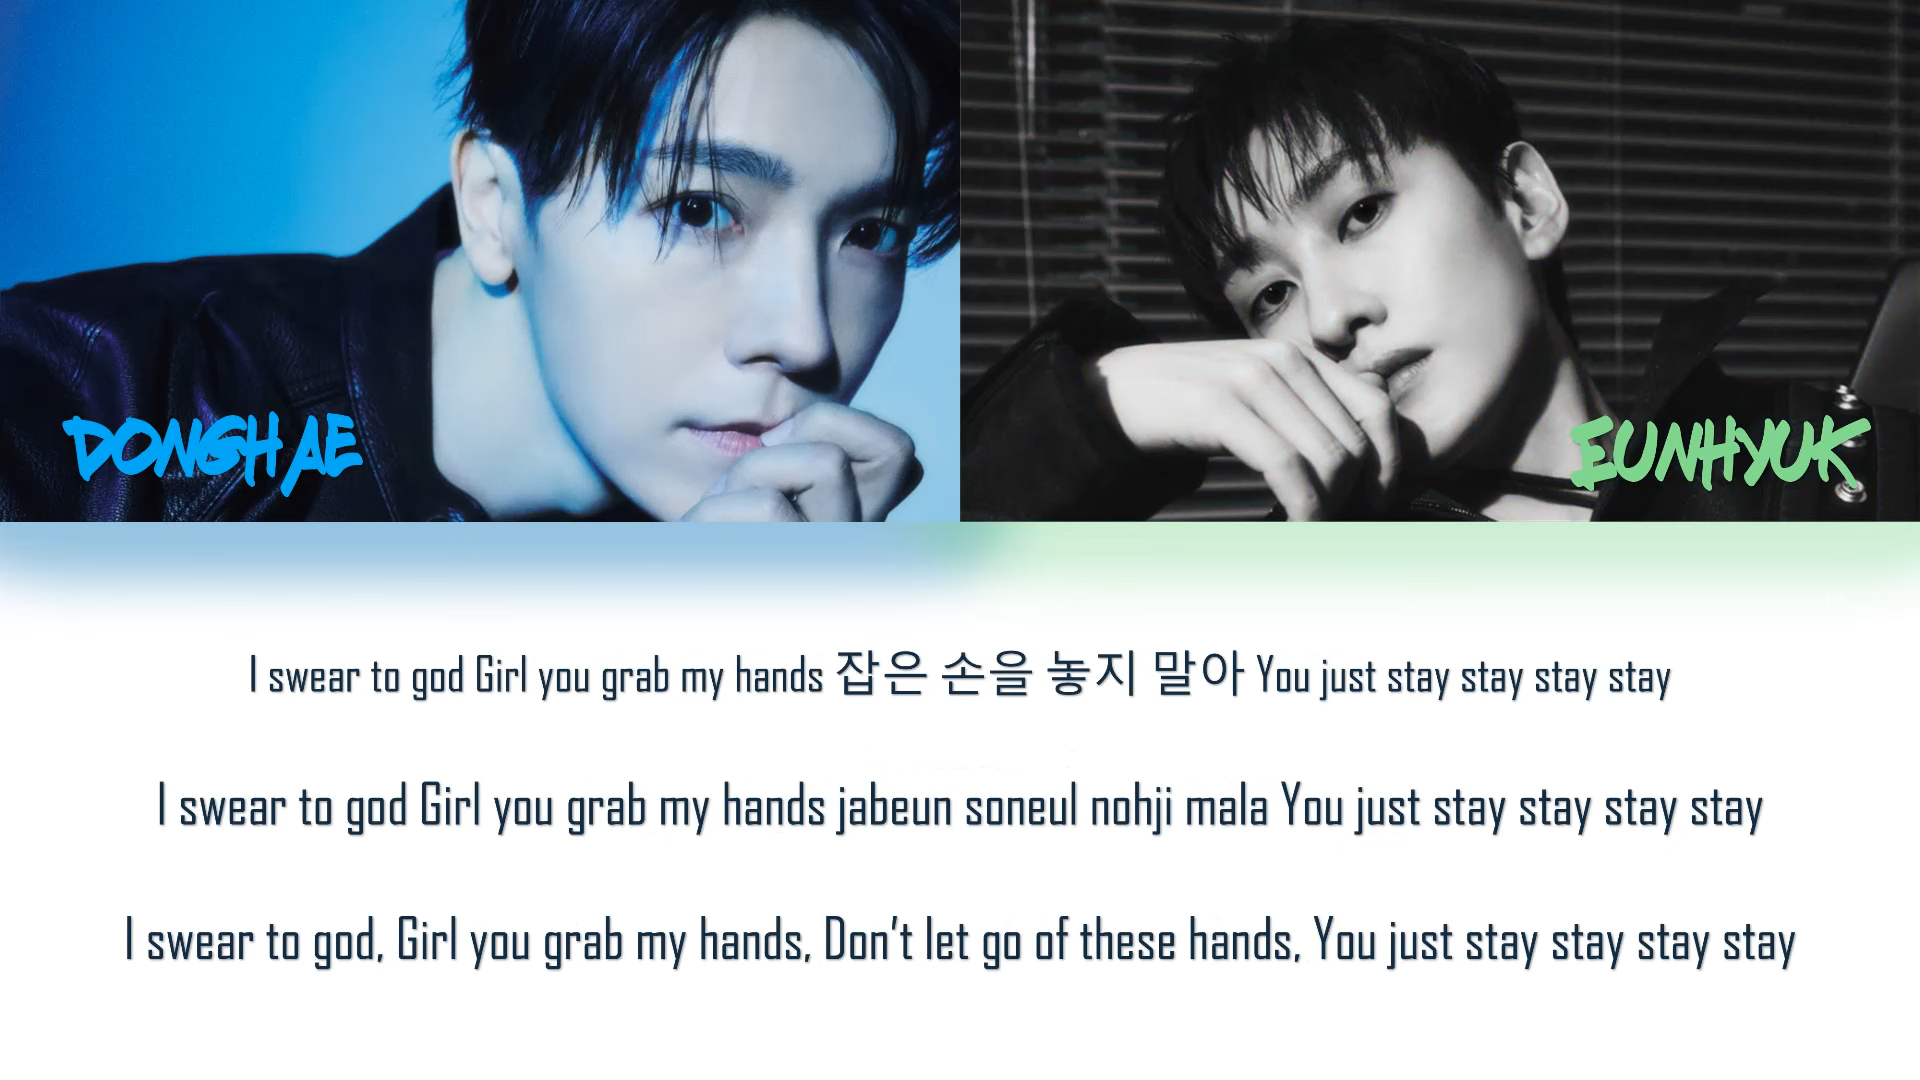 DONGHAE
EUNHYUK
I swear to god Girl you grab my hands 잡은 손을 놓지 말아 You just stay stay stay stay
I swear to god Girl you grab my hands jabeun soneul nohji mala You just stay stay stay stay
I swear to god, Girl you grab my hands, Don't let go of these hands, You just stay stay stay stay